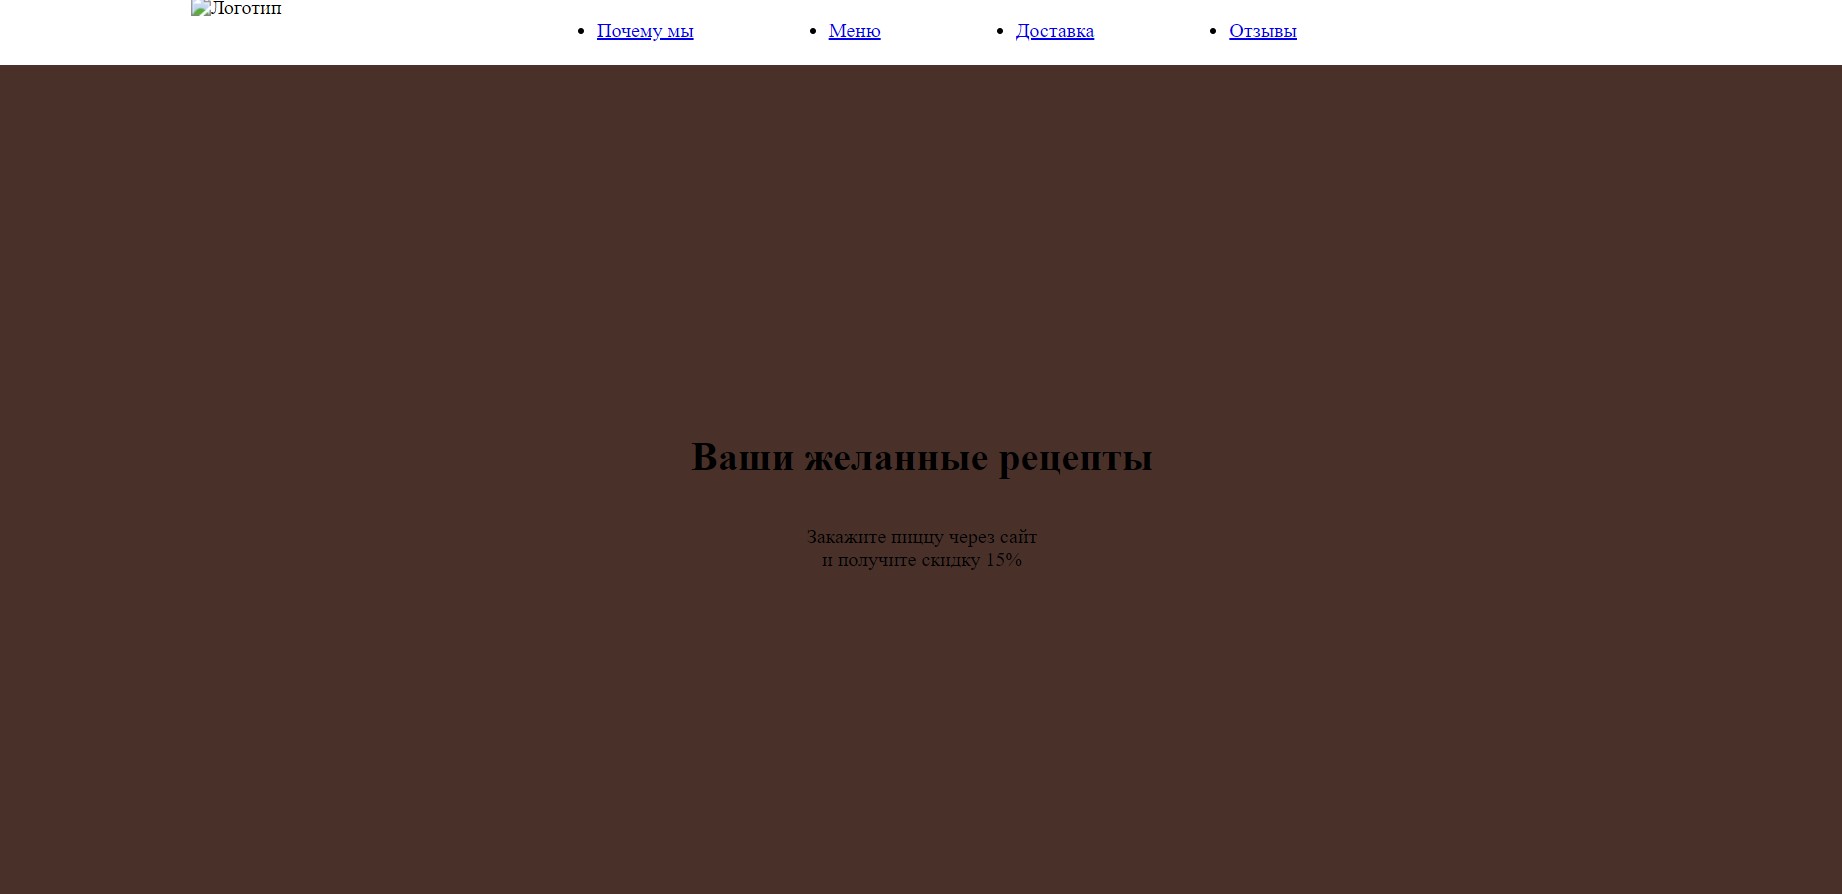 Логотип
Почему мы
Меню
Доставка
Отзывы
Ваши желанные рецепты
Закажите пиццу через сайт
и получите скидку 15%